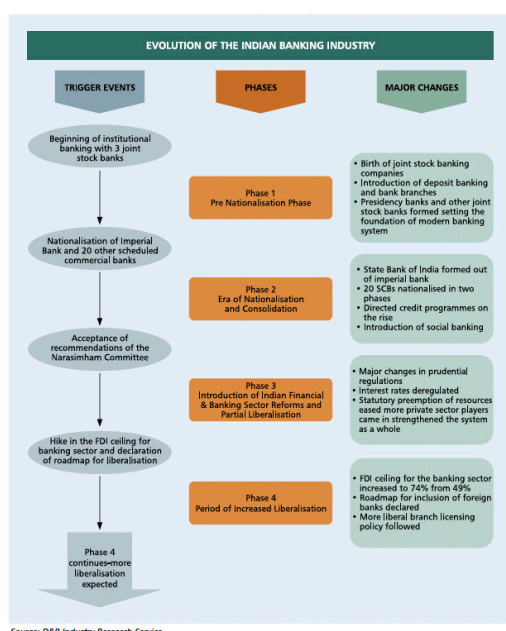 EVOLUTION OF THE INDIAN BANKING INDUSTRY
TRIGGER EVENTS
PHASES
MAJOR CHANGES
Beginning of institutional
banking with 3 joint
stock banks
• Birth of joint stock banking
companies
• Introduction of deposit banking
and bank branches
• Presidency banks and other joint
stock banks formed setting the
foundation of modern banking
system
Phase 1
Pre Nationalisation Phase
Nationalisation of Imperial
Bank and 20 other scheduled
commercial banks
• State Bank of India formed out
of imperial bank
• 20 SCBs nationalised in two
phases
• Directed credit programmes on
the rise
• Introduction of social banking
Phase 2
Era of Nationalisation
and Consolidation
Acceptance of
recommendations of the
Narasimham Committee
• Major changes in prudential
regulations
• Interest rates deregulated
• Statutory preemption of resources
eased more private sector players
came in strengthened the system
as a whole
Phase 3
Introduction of Indian Financial
& Banking Sector Reforms and
Partial Liberalisation
Hike in the FDI ceiling for
banking sector and declaration
of roadmap for liberalisation
• FDI ceiling for the banking sector
increased to 74% from 49%
• Roadmap for inclusion of foreign
banks declared
• More liberal branch licensing
policy followed
Phase 4
Period of Increased Liberalisation
Phase 4
continues-more
liberalisation
expected
Source: D&B Industry Research Service